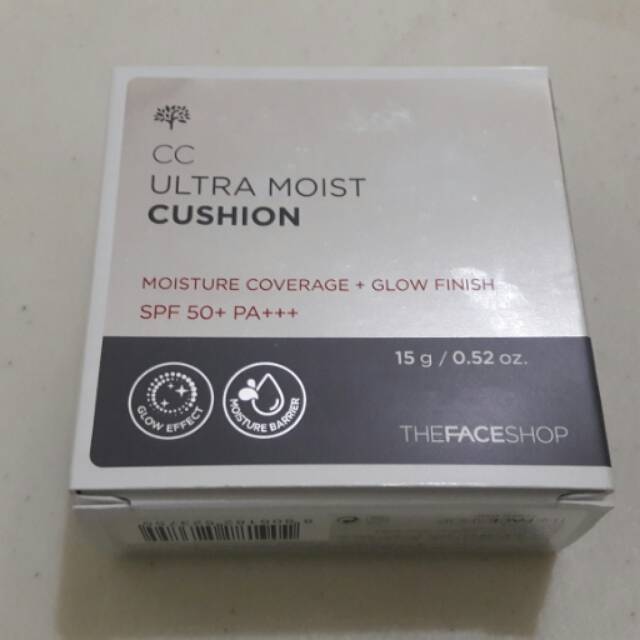 CC
ULTRA MOIST
CUSHION
MOISTURE COVERAGE + GLOW FINISH
SPF 50+ PA+++
15 g / 0.52 oz.
GLOW EFFECT
MOISTURE BARRIER
THEFACESHOP